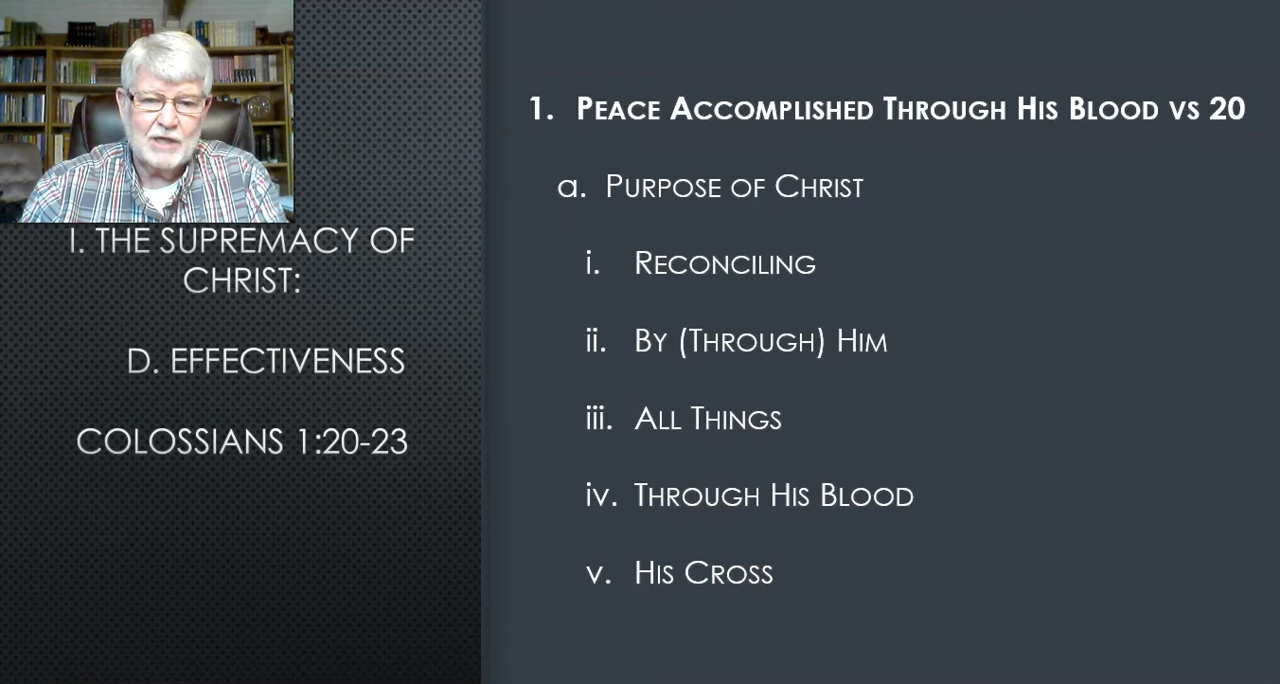 I. THE SUPREMACY OF
CHRIST:
D. EFFECTIVENESS
COLOSSIANS 1:20-23
1. PEACE ACCOMPLISHED THROUGH HIS BLOOD VS 20
a. PURPOSE OF CHRIST
i. RECONCILING
ii. BY (THROUGH) HIM
iii. ALL THINGS
iv. THROUGH HIS BLOOD
v. HIS CROSS